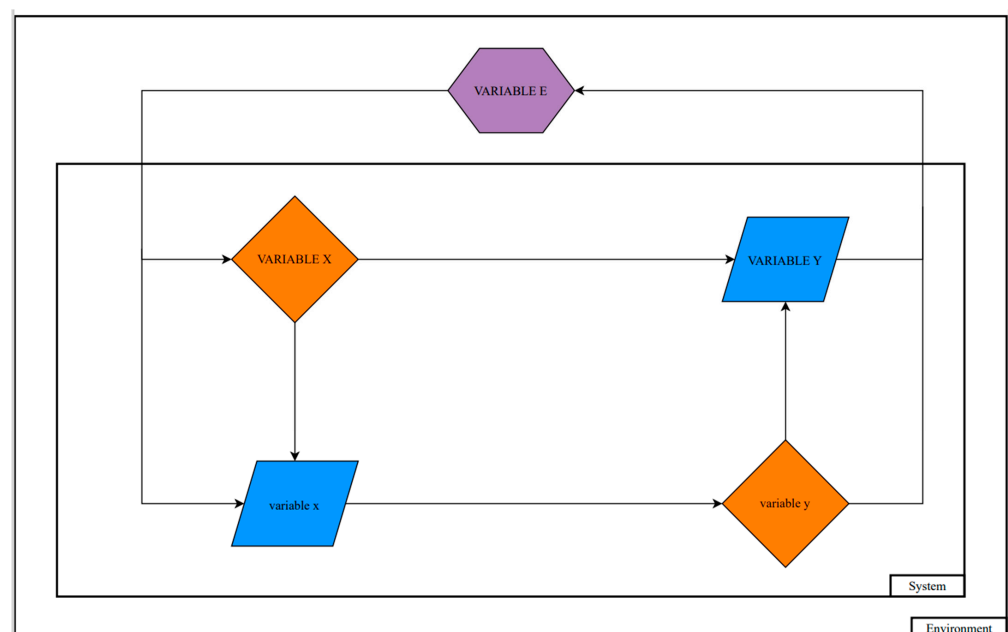 VARIABLE E
VARIABLE X
VARIABLE Y
variable x
variable y
System
Environment